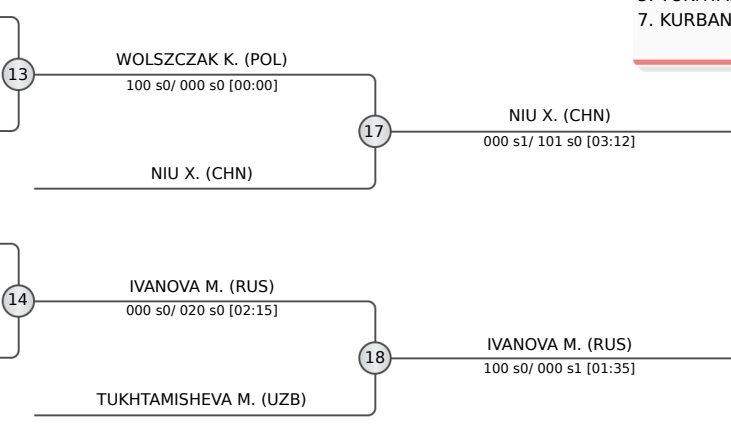 7. KURBAN
13
WOLSZCZAK K. (POL)
100 s0/ 000 s0 [00:00]
17
NIU X. (CHN)
000 s1/ 101 s0 [03:12]
NIU X. (CHN)
14
IVANOVA M. (RUS)
000 s0/ 020 s0 [02:15]
18
IVANOVA M. (RUS)
100 s0/ 000 s1 [01:35]
TUKHTAMISHEVA M. (UZB)